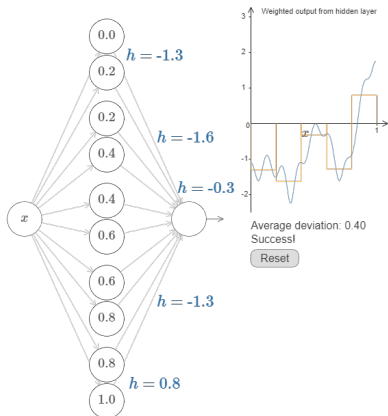 0.0
h = -1.3
0.2
0.2
h = -1.6
0.4
h = -0.3
0.4
x
0.6
0.6
h = -1.3
0.8
0.8
h = 0.8
1.0
Weighted output from hidden layer
3
2
1
x
1
-1
-2
Average deviation: 0.40
Success!
Reset